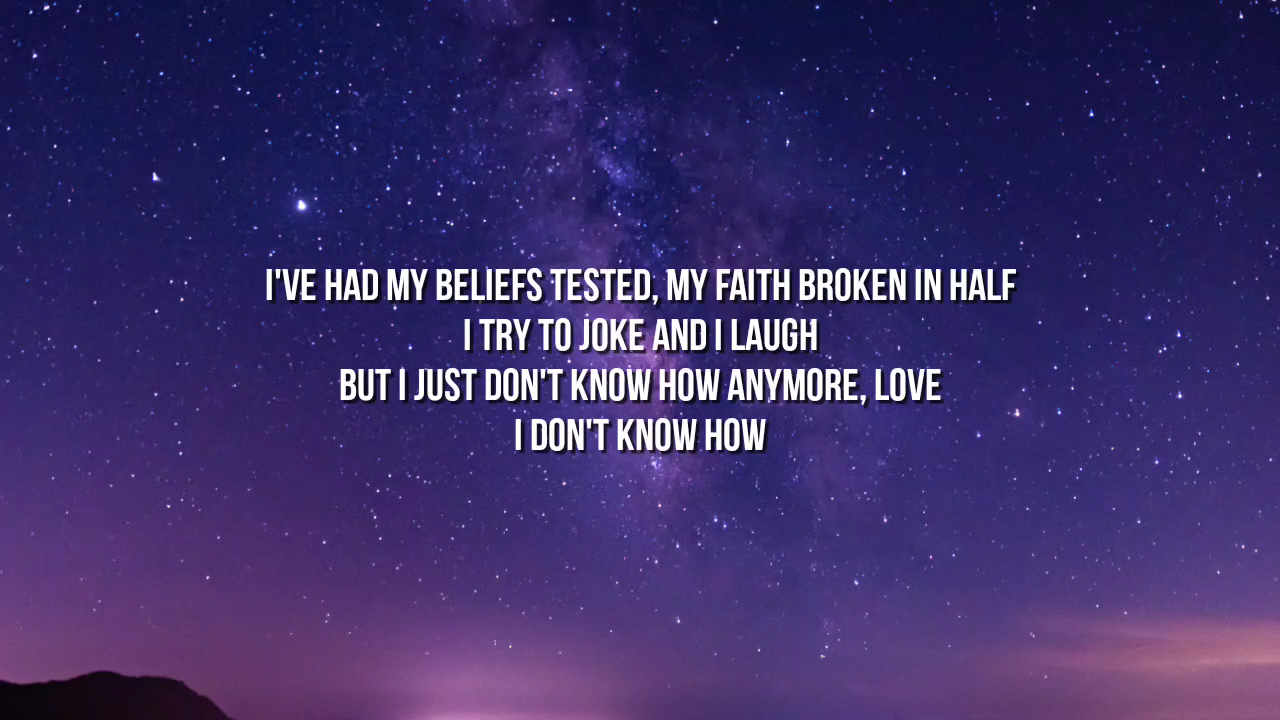 I'VE HAD MY BELIEFS TESTED, MY FAITH BROKEN IN HALF
I TRY TO JOKE AND I LAUGH
BUT I JUST DON'T KNOW HOW ANYMORE, LOVE
I DON'T KNOW HOW